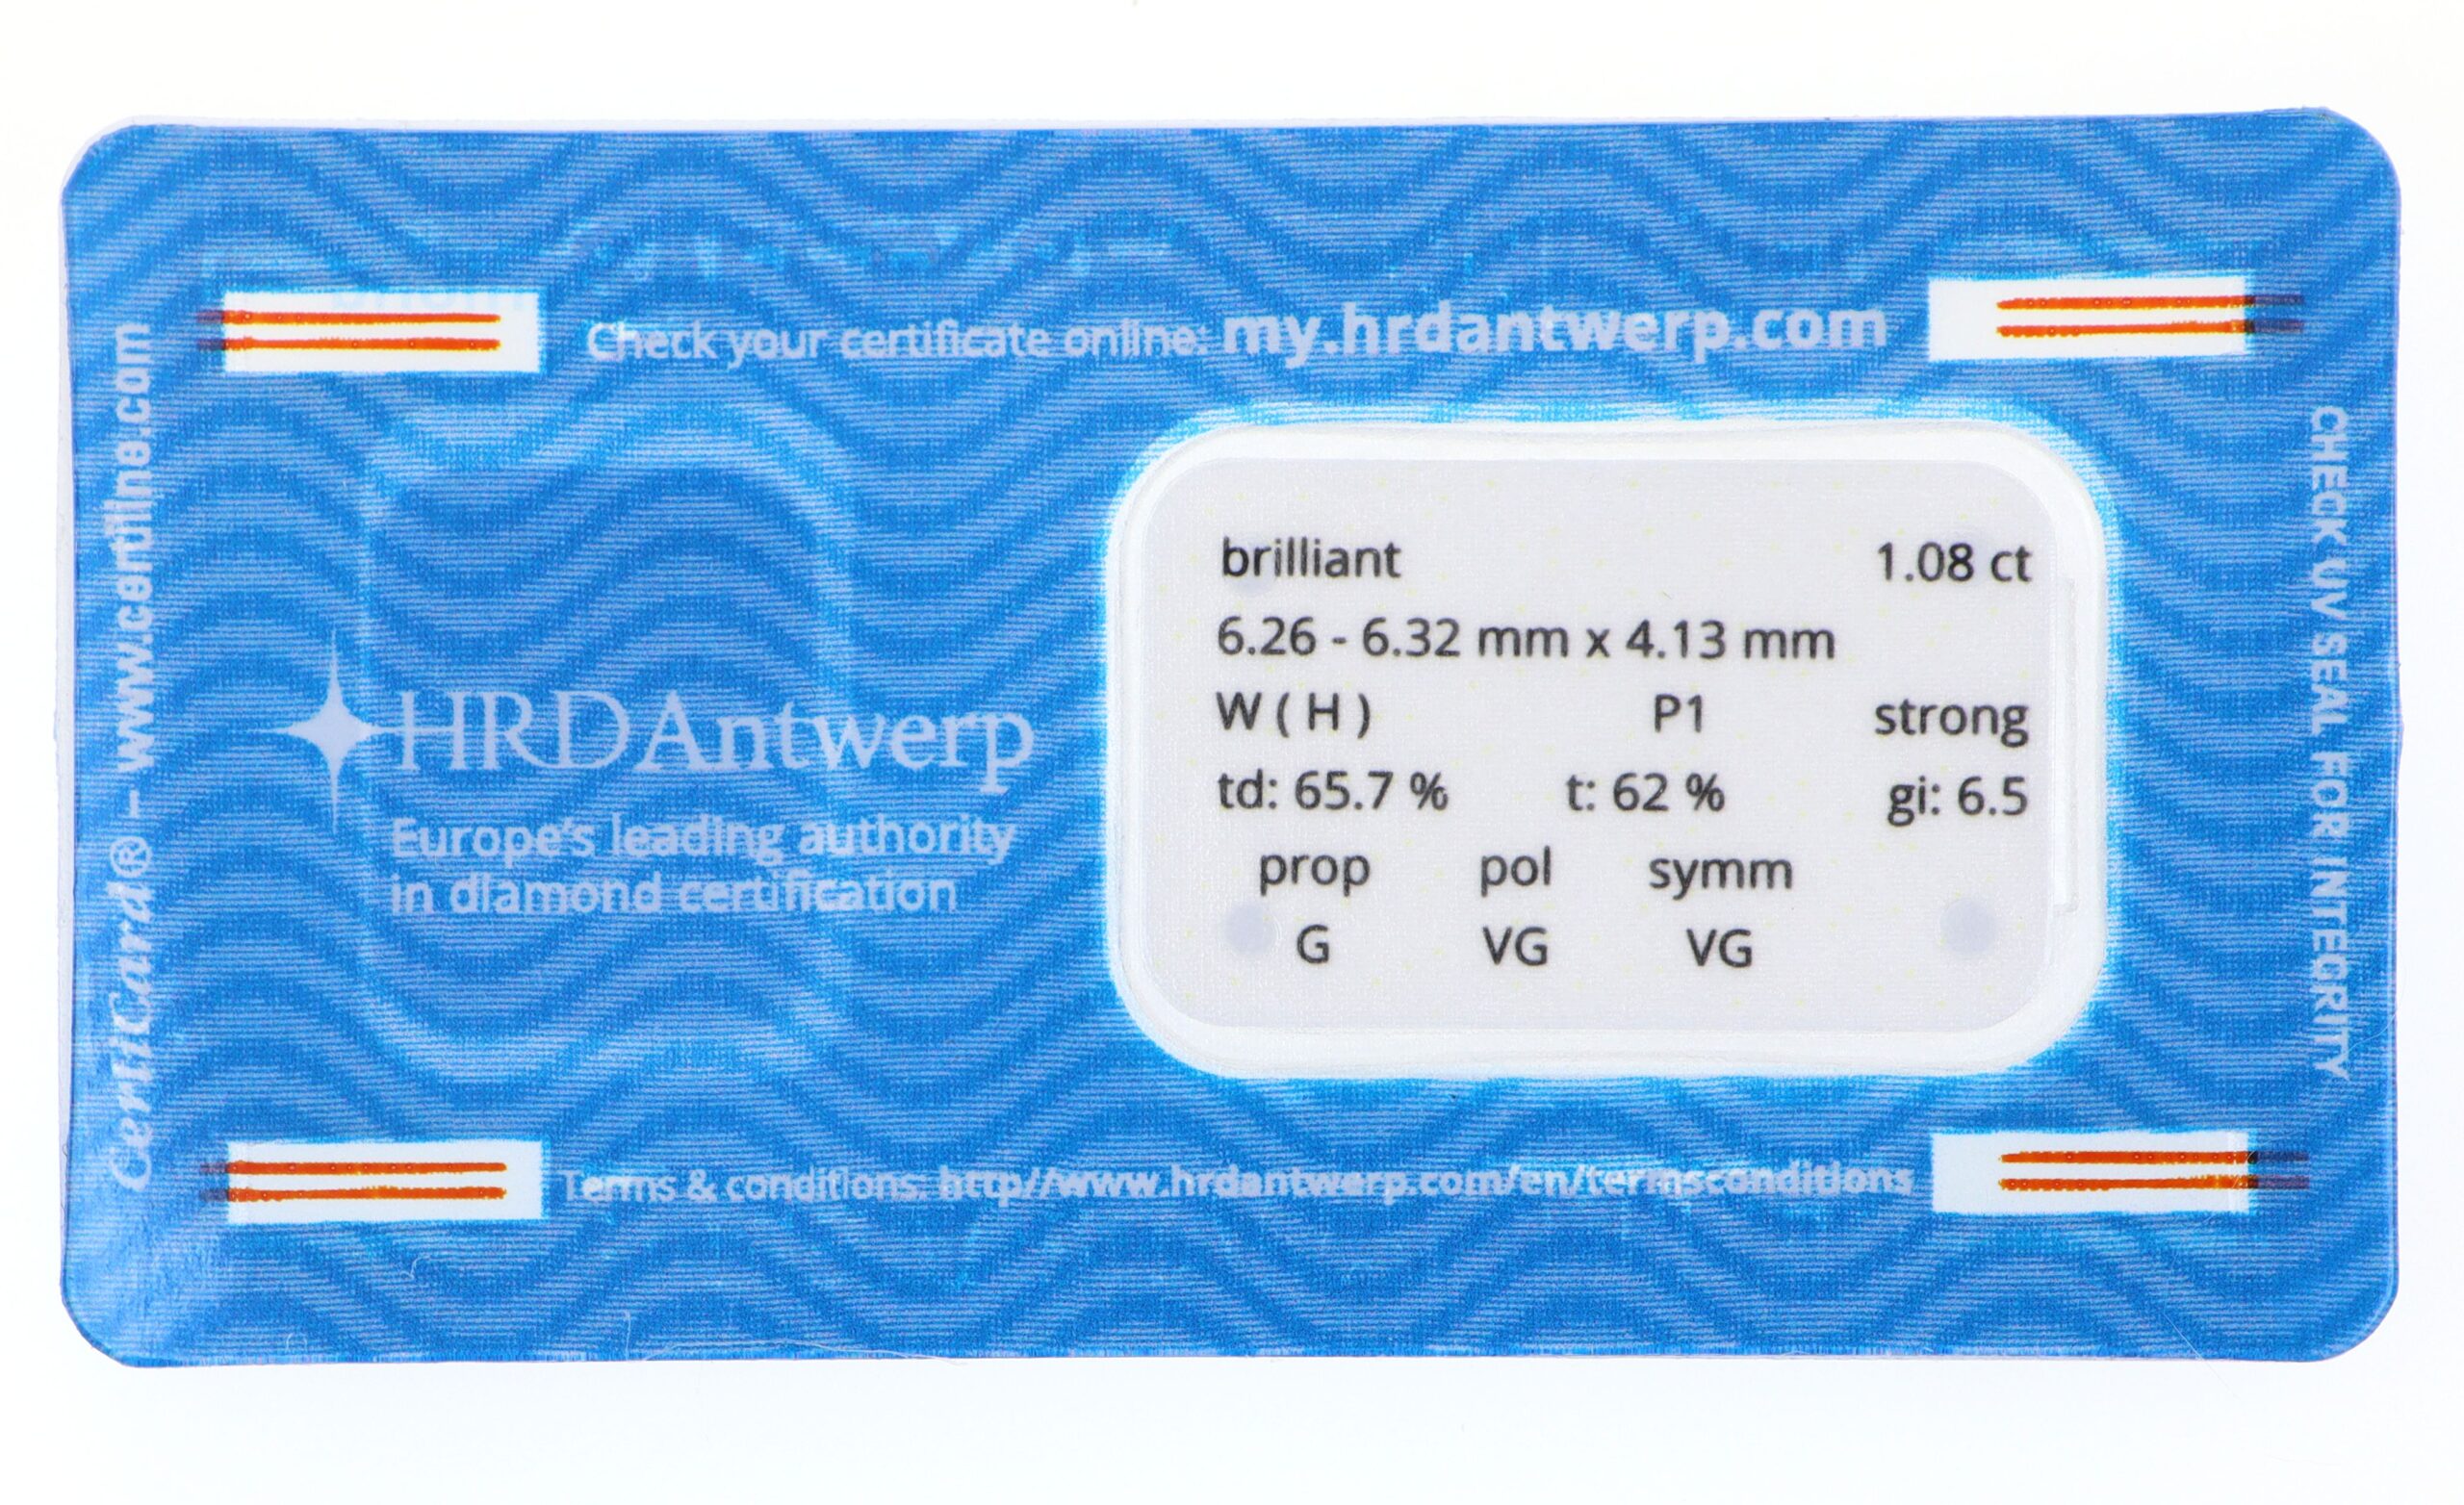 Check your certificate online: my.hrdantwerp.com
CertiCard® - www.certiline.com
CHECK UV SEAL FOR INTEGRITY
HRD Antwerp
Europe's leading authority
in diamond certification
brilliant 1.08 ct
6.26 - 6.32 mm x 4.13 mm
W ( H ) P1 strong
td: 65.7 % t: 62 % gi: 6.5
prop pol symm
G VG VG
Terms & conditions: http//www.hrdantwerp.com/en/termsconditions